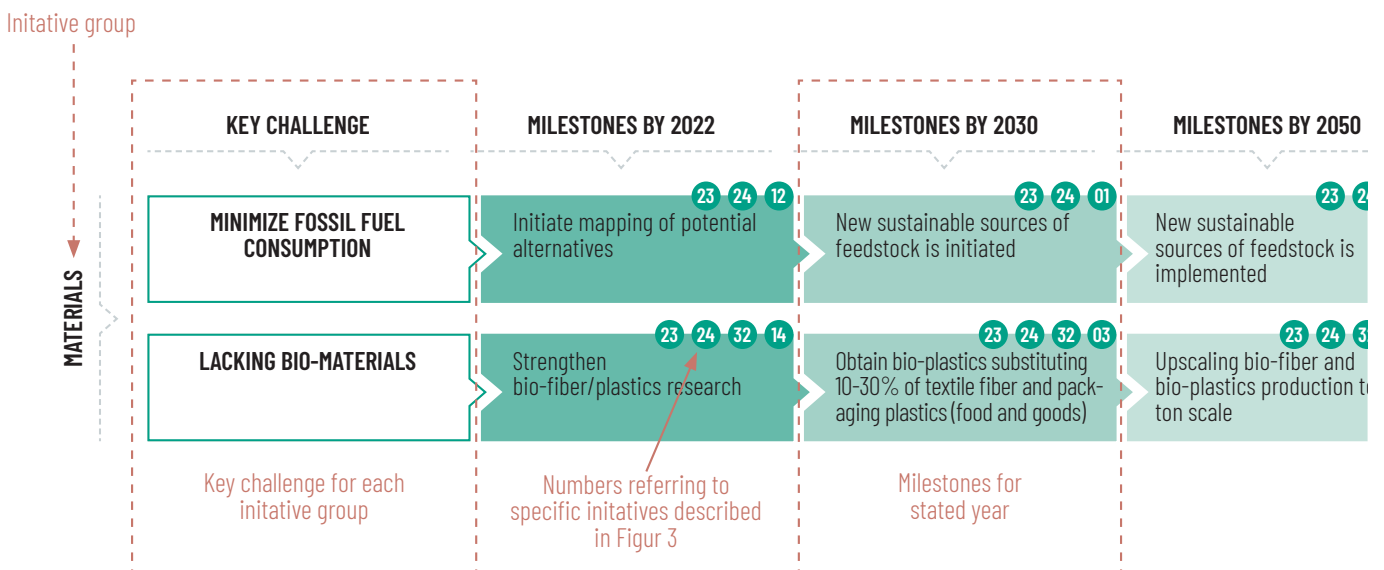 Initative group
KEY CHALLENGE
MILESTONES BY 2022
MILESTONES BY 2030
MILESTONES BY 2050
MATERIALS
MINIMIZE FOSSIL FUEL
CONSUMPTION
23 24 12
Initiate mapping of potential
alternatives
23 24 01
New sustainable sources of
feedstock is initiated
23
New sustainable
sources of feedstock is
implemented
LACKING BIO-MATERIALS
23 24 32 14
Strengthen
bio-fiber/plastics research
23 24 32 03
Obtain bio-plastics substituting
10-30% of textile fiber and pack-
aging plastics (food and goods)
23 24
Upscaling bio-fiber and
bio-plastics production
ton scale
Key challenge for each
initative group
Numbers referring to
specific initatives described
in Figur 3
Milestones for
stated year